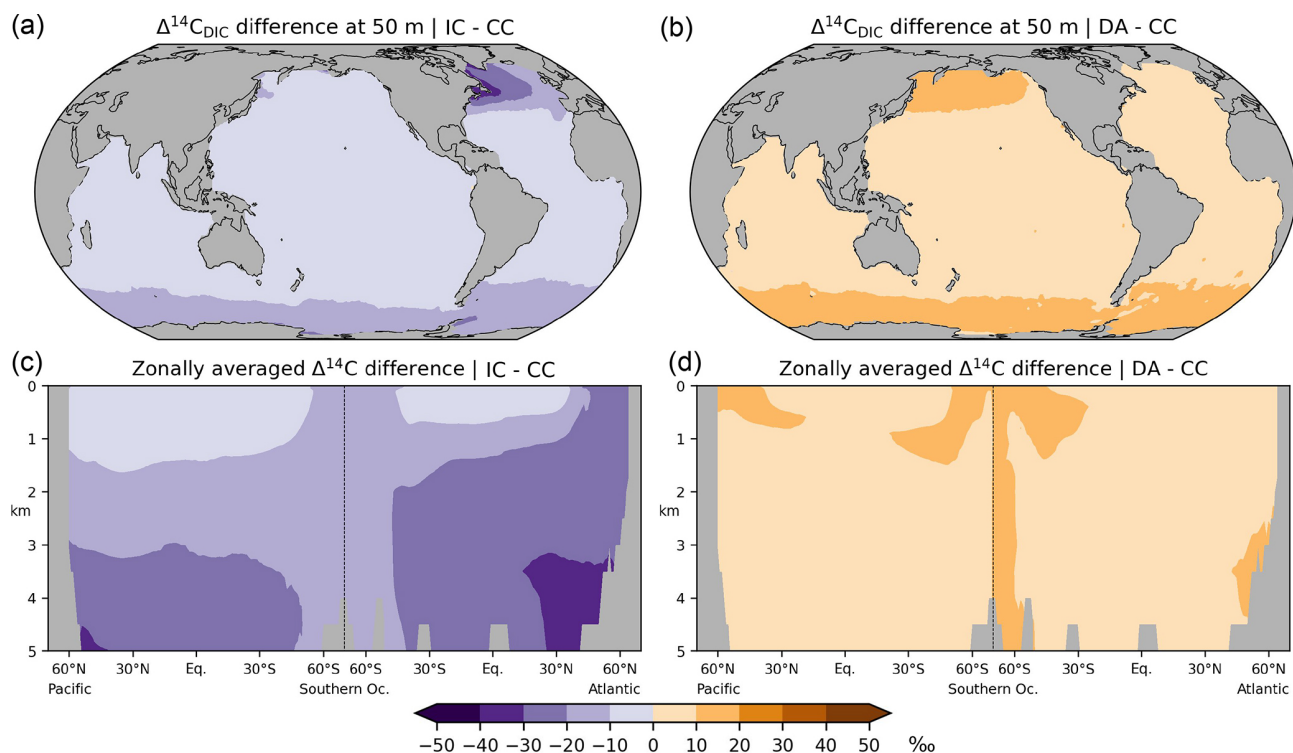 (a)
Δ¹⁴C_DIC difference at 50 m | IC - CC
(b)
Δ¹⁴C_DIC difference at 50 m | DA - CC
(c)
Zonally averaged Δ¹⁴C difference | IC - CC
(d)
Zonally averaged Δ¹⁴C difference | DA - CC
0
1
2
km
3
4
5
60°N 30°N Eq. 30°S 60°S 60°S 30°S Eq. 30°N 60°N
Pacific Southern Oc. Atlantic
0
1
2
km
3
4
5
60°N 30°N Eq. 30°S 60°S 60°S 30°S Eq. 30°N 60°N
Pacific Southern Oc. Atlantic
−50 −40 −30 −20 −10 0 10 20 30 40 50 ‰